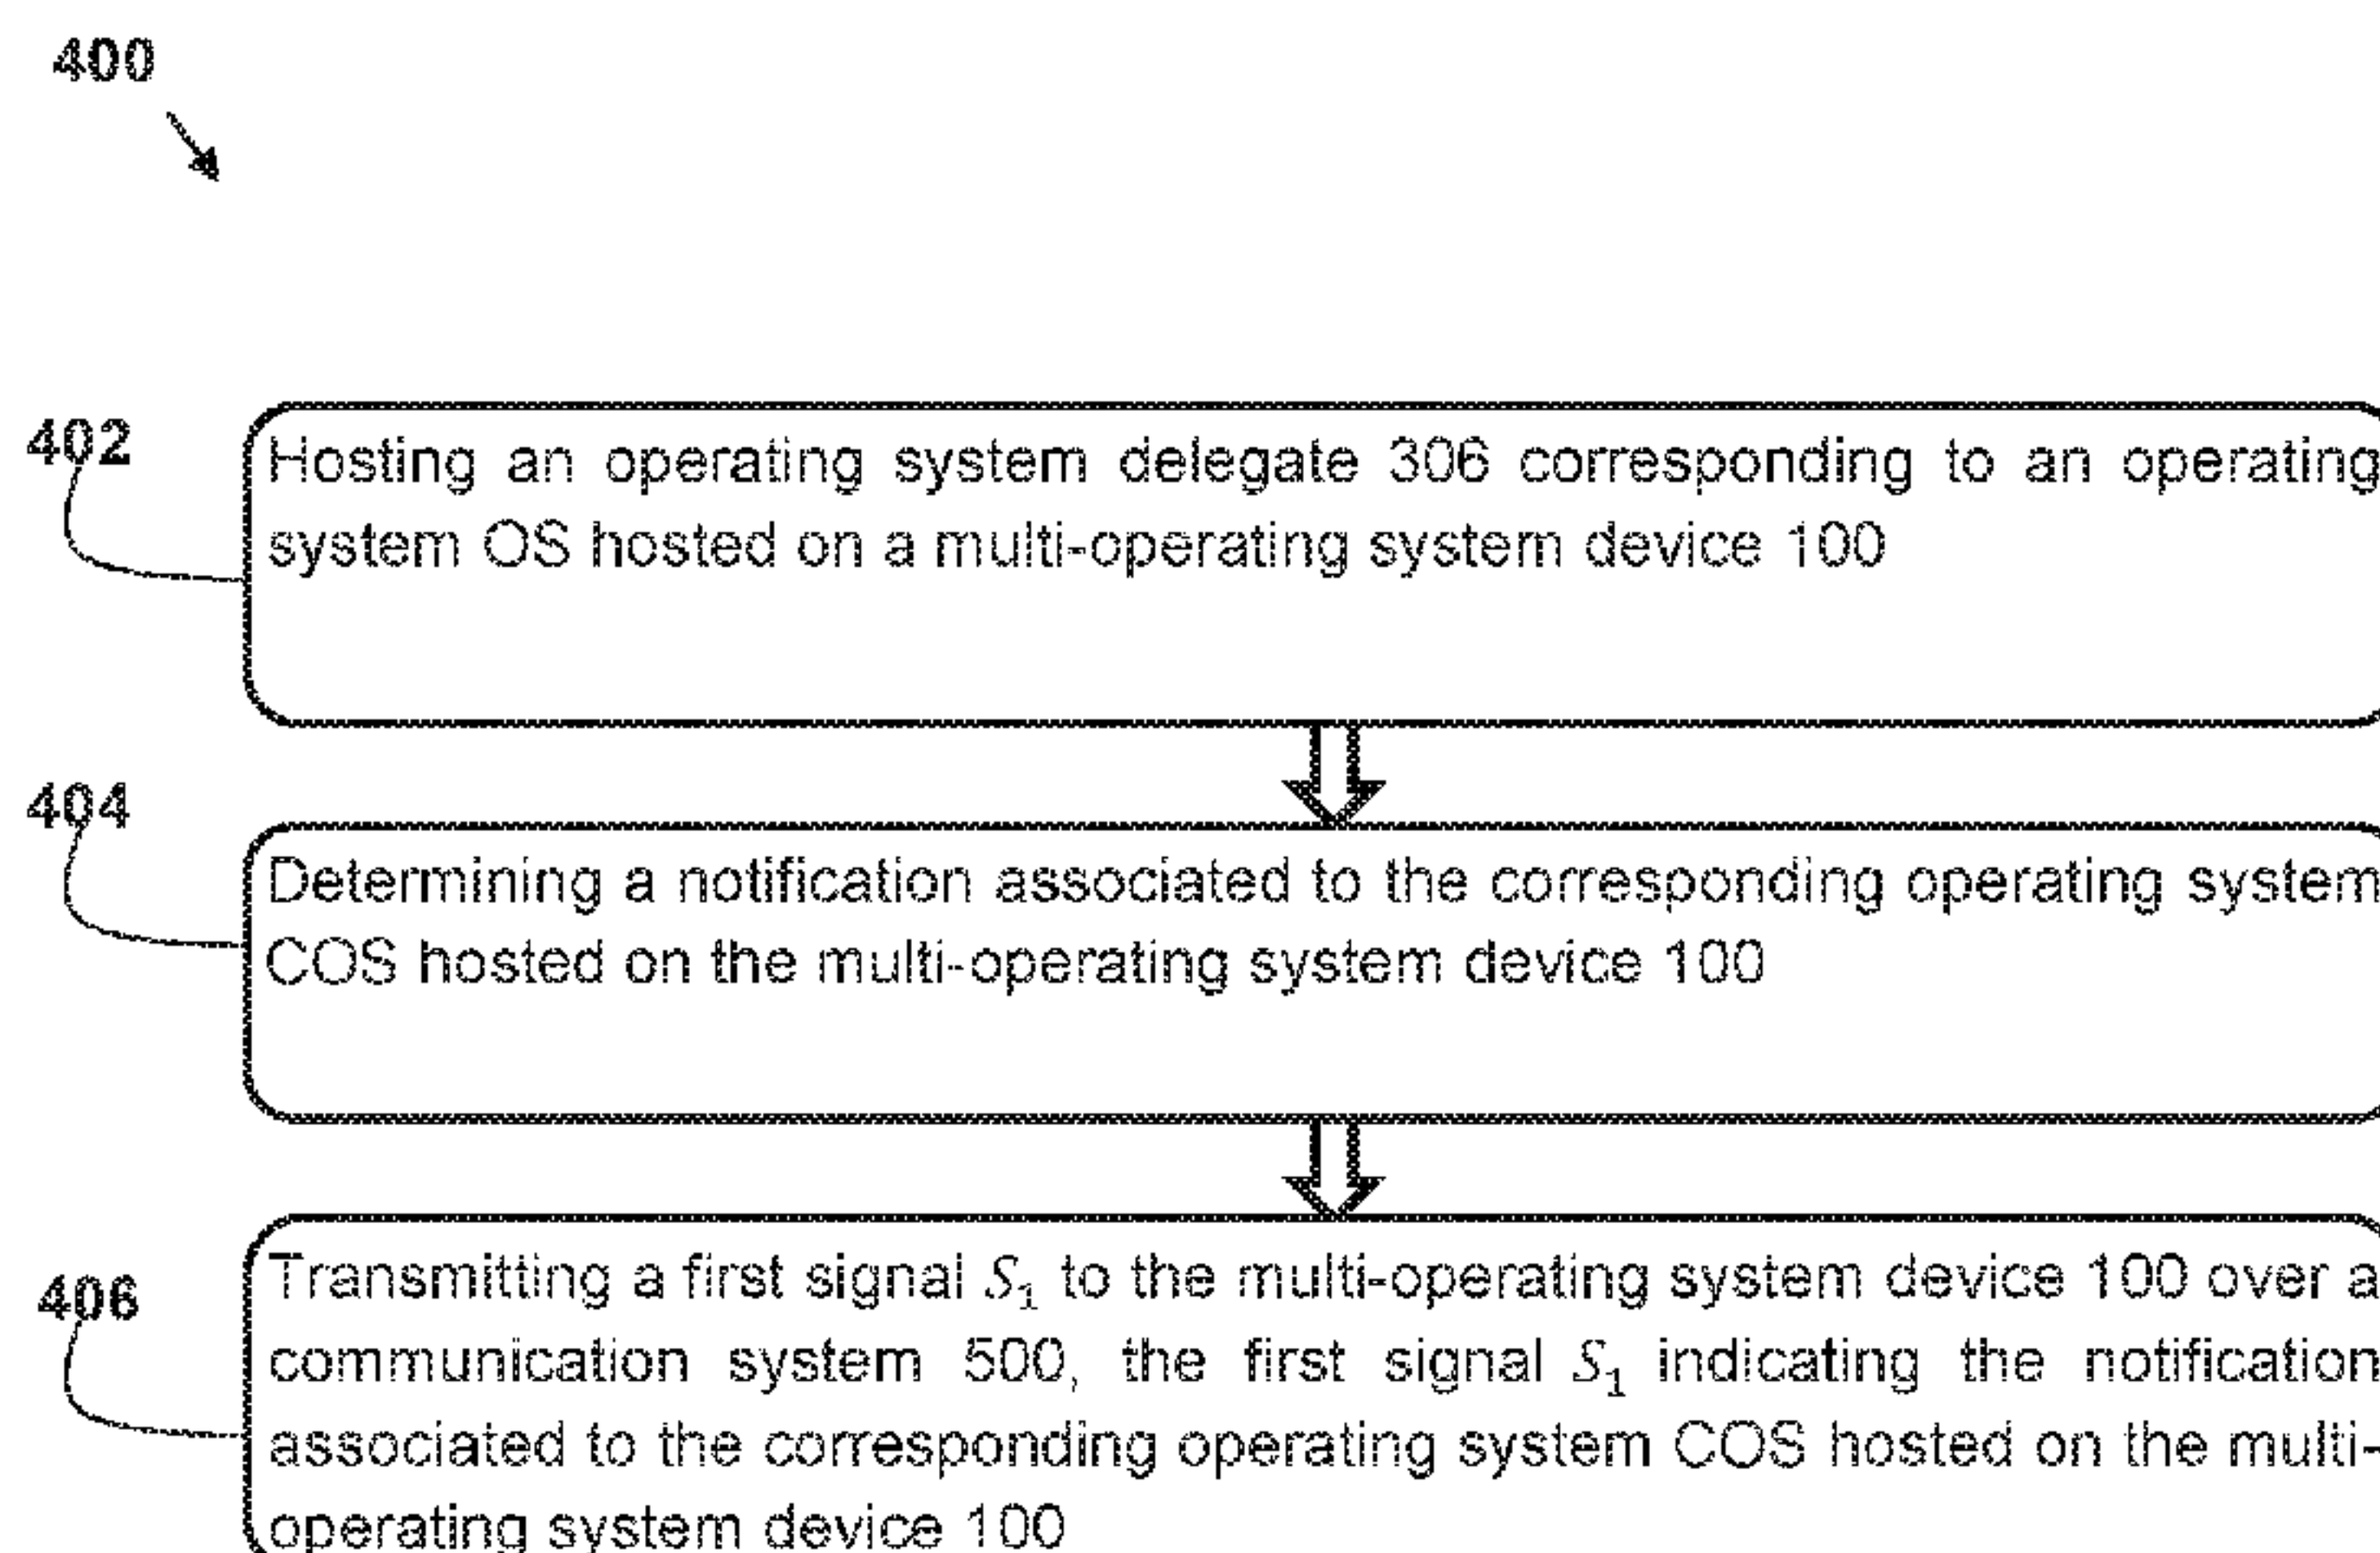 400
402
Hosting an operating system delegate 306 corresponding to an operating
system OS hosted on a multi-operating system device 100
404
Determining a notification associated to the corresponding operating system
COS hosted on the multi-operating system device 100
406
Transmitting a first signal S₁ to the multi-operating system device 100 over a
communication system 500, the first signal S₁ indicating the notification
associated to the corresponding operating system COS hosted on the multi-
operating system device 100